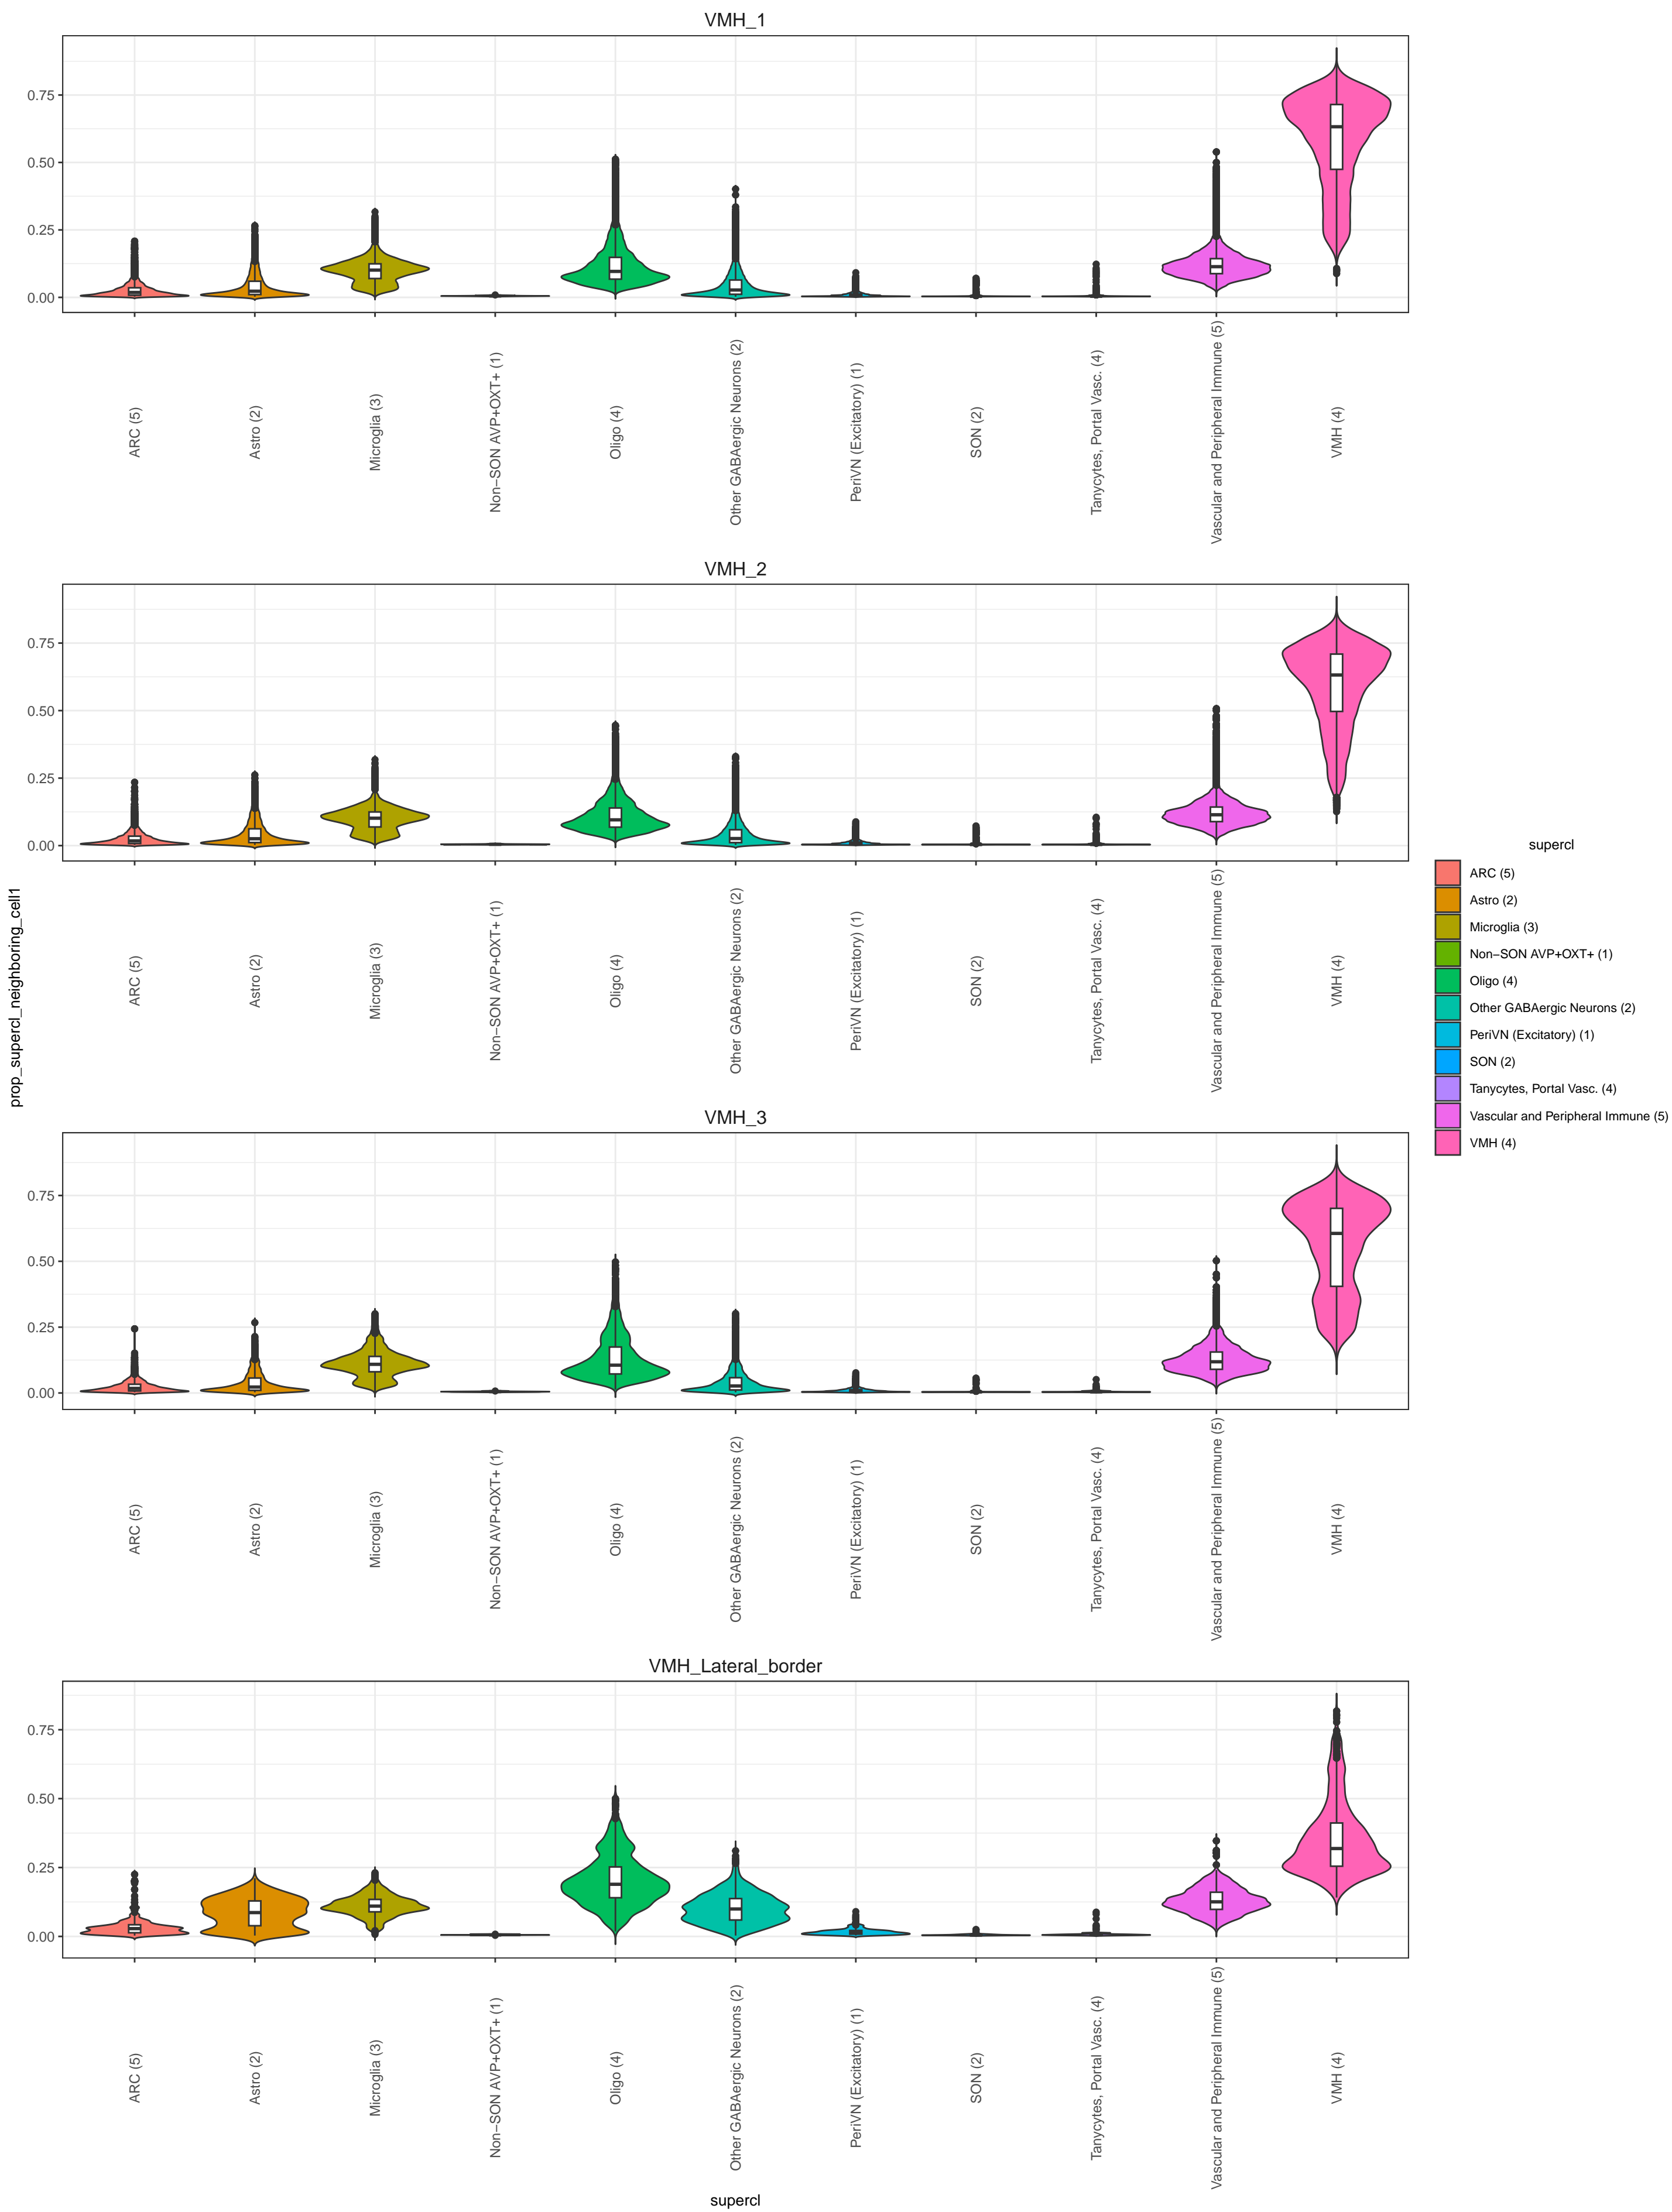 VMH_1
0.75
0.50
0.25
0.00
ARC (5)
Astro (2)
Microglia (3)
Non−SON AVP+OXT+ (1)
Oligo (4)
Other GABAergic Neurons (2)
PeriVN (Excitatory) (1)
SON (2)
Tanycytes, Portal Vasc. (4)
Vascular and Peripheral Immune (5)
VMH (4)
VMH_2
0.75
0.50
0.25
0.00
ARC (5)
Astro (2)
Microglia (3)
Non−SON AVP+OXT+ (1)
Oligo (4)
Other GABAergic Neurons (2)
PeriVN (Excitatory) (1)
SON (2)
Tanycytes, Portal Vasc. (4)
Vascular and Peripheral Immune (5)
VMH (4)
prop_supercl_neighboring_cell1
VMH_3
0.75
0.50
0.25
0.00
ARC (5)
Astro (2)
Microglia (3)
Non−SON AVP+OXT+ (1)
Oligo (4)
Other GABAergic Neurons (2)
PeriVN (Excitatory) (1)
SON (2)
Tanycytes, Portal Vasc. (4)
Vascular and Peripheral Immune (5)
VMH (4)
VMH_Lateral_border
0.75
0.50
0.25
0.00
ARC (5)
Astro (2)
Microglia (3)
Non−SON AVP+OXT+ (1)
Oligo (4)
Other GABAergic Neurons (2)
PeriVN (Excitatory) (1)
SON (2)
Tanycytes, Portal Vasc. (4)
Vascular and Peripheral Immune (5)
VMH (4)
supercl
supercl
ARC (5)
Astro (2)
Microglia (3)
Non−SON AVP+OXT+ (1)
Oligo (4)
Other GABAergic Neurons (2)
PeriVN (Excitatory) (1)
SON (2)
Tanycytes, Portal Vasc. (4)
Vascular and Peripheral Immune (5)
VMH (4)